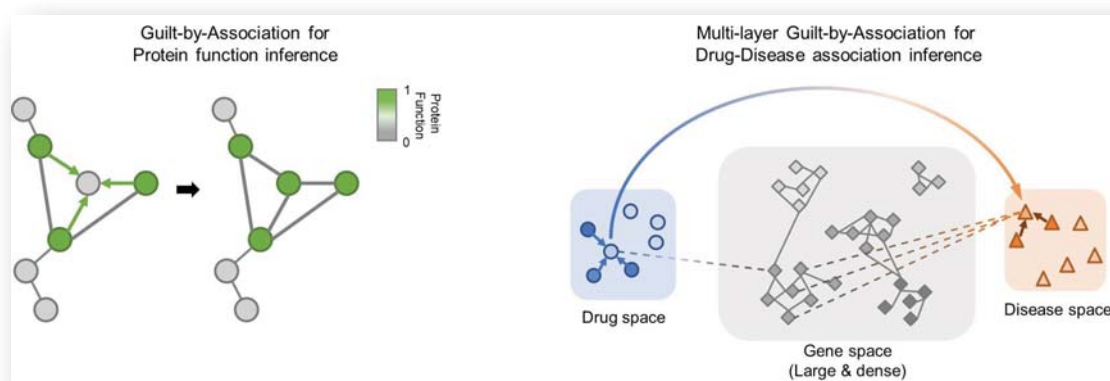 Guilt-by-Association for
Protein function inference
1
0
Protein
Function
Multi-layer Guilt-by-Association for
Drug-Disease association inference
Drug space
Gene space
(Large & dense)
Disease space